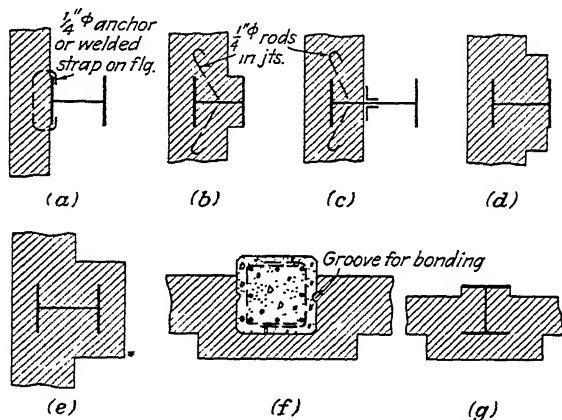 1/4"φ anchor
or welded
strap on flg.
1/4"φ rods
in jts.
(a)
(b)
(c)
(d)
Groove for bonding
(e)
(f)
(g)